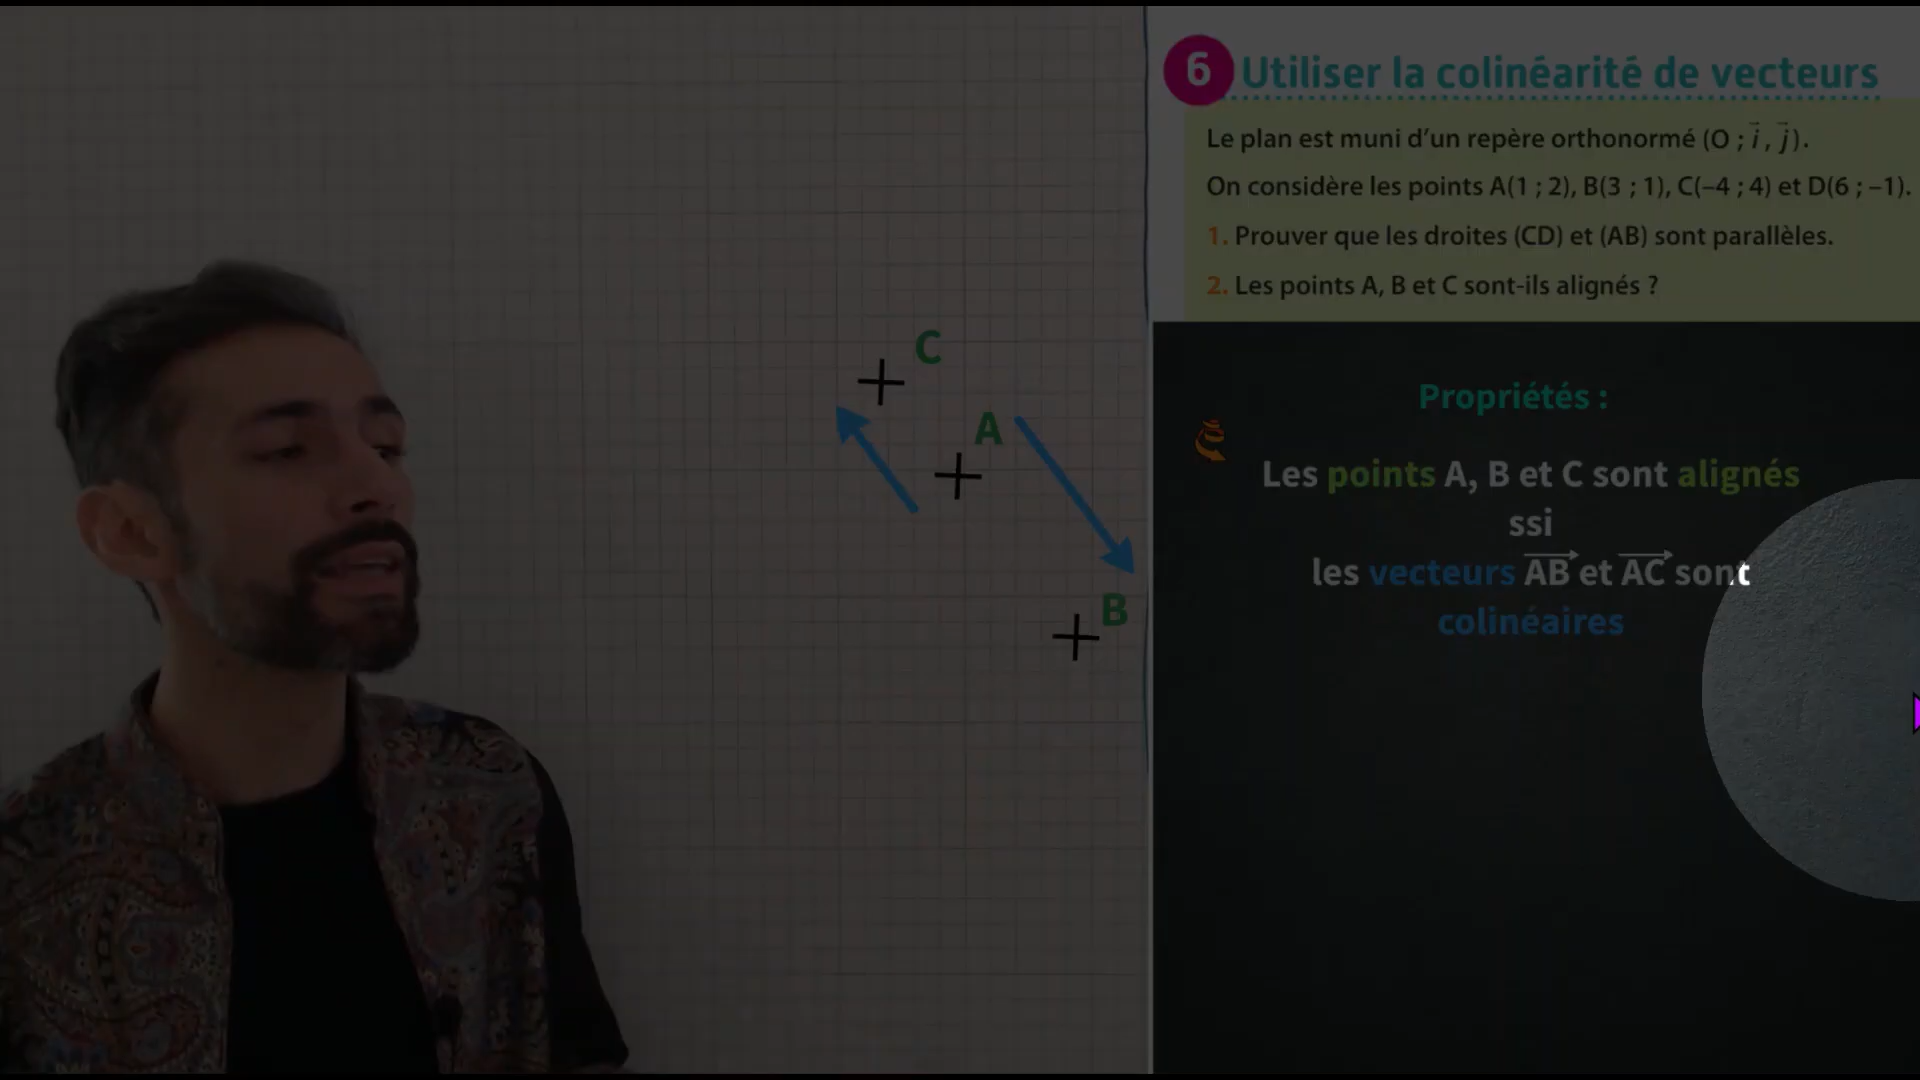 6 Utiliser la colinéarité de vecteurs
Le plan est muni d'un repère orthonormé (O ; i⃗ , j⃗ ).
On considère les points A(1 ; 2), B(3 ; 1), C(–4 ; 4) et D(6 ; –1).
1. Prouver que les droites (CD) et (AB) sont parallèles.
2. Les points A, B et C sont-ils alignés ?
C
A
B
Propriétés :
Les points A, B et C sont alignés
ssi
les vecteurs A͞B⃗ et A͞C⃗ sont
colinéaires